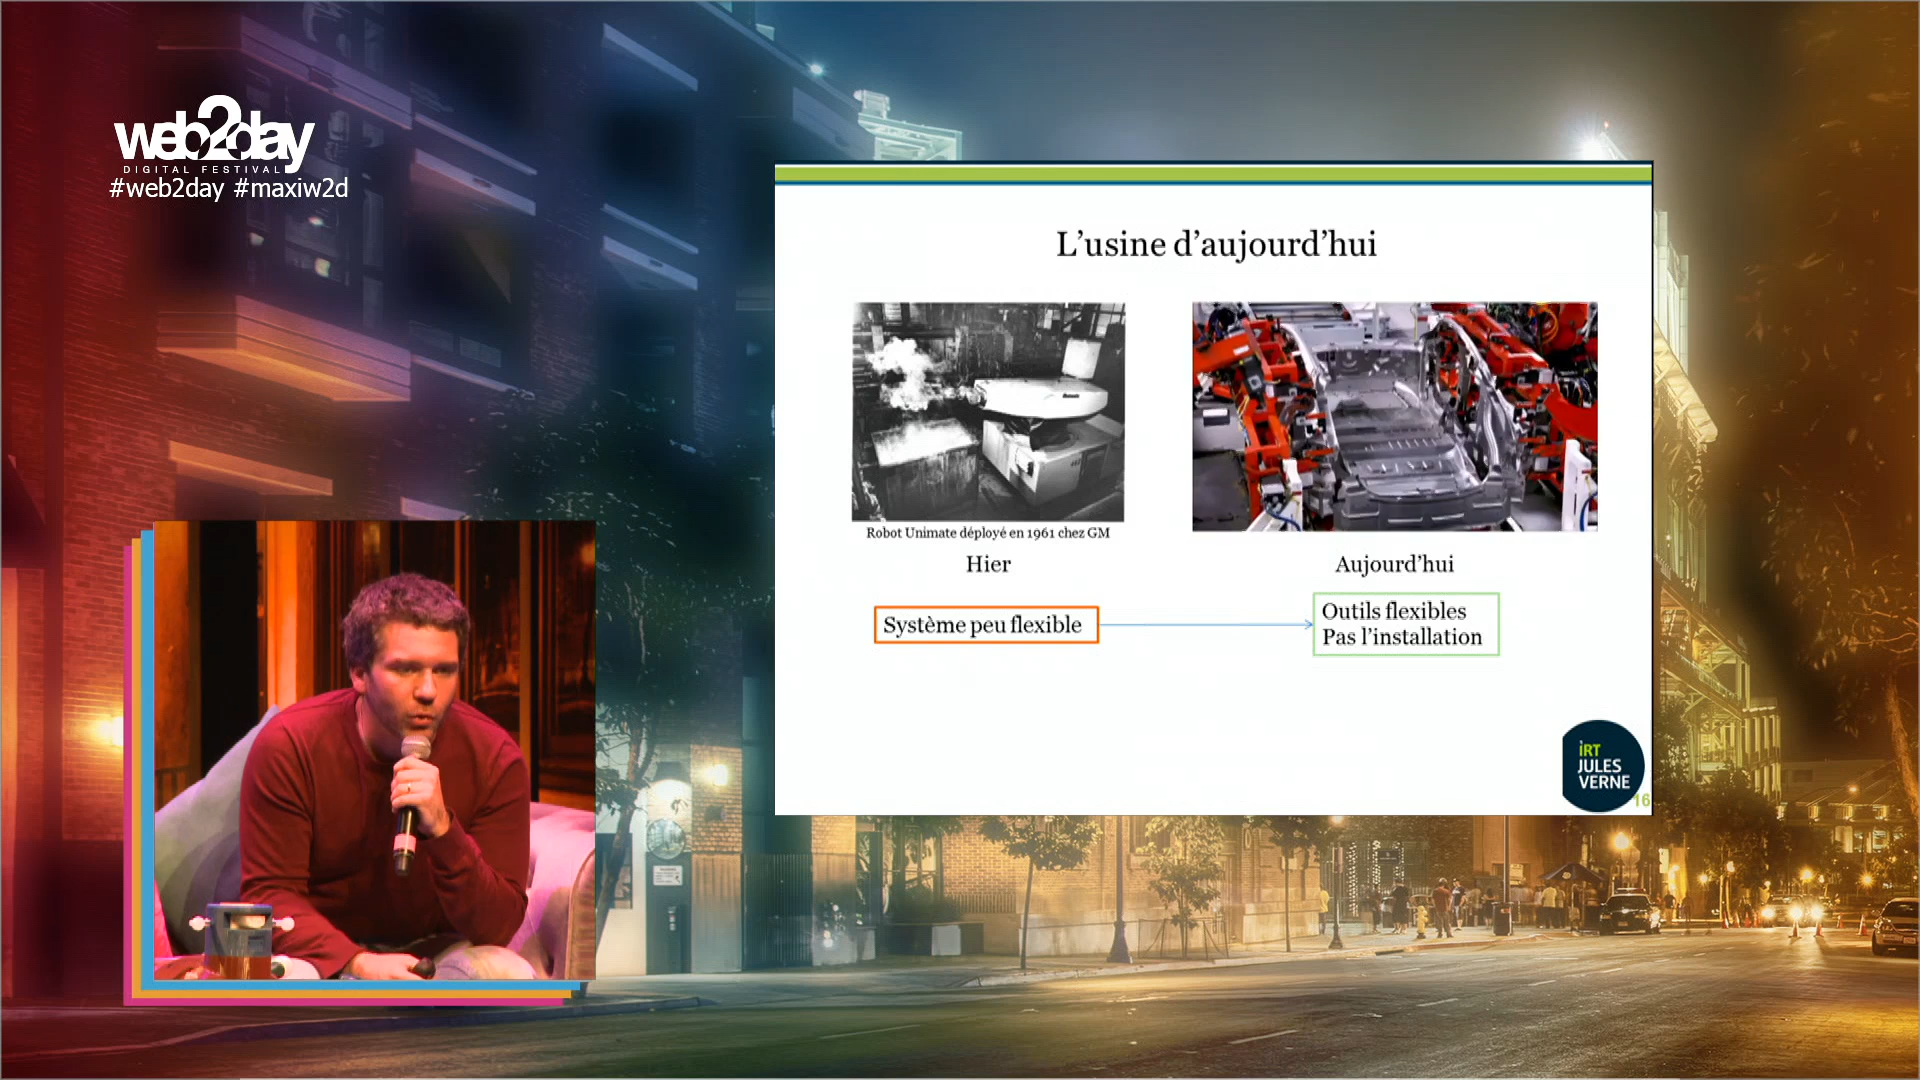 web2day
DIGITAL FESTIVAL
#web2day #maxiw2d
L’usine d’aujourd’hui
Robot Unimate déployé en 1961 chez GM
Hier
Aujourd’hui
Système peu flexible
Outils flexibles
Pas l’installation
iRT
JULES
VERNE
16